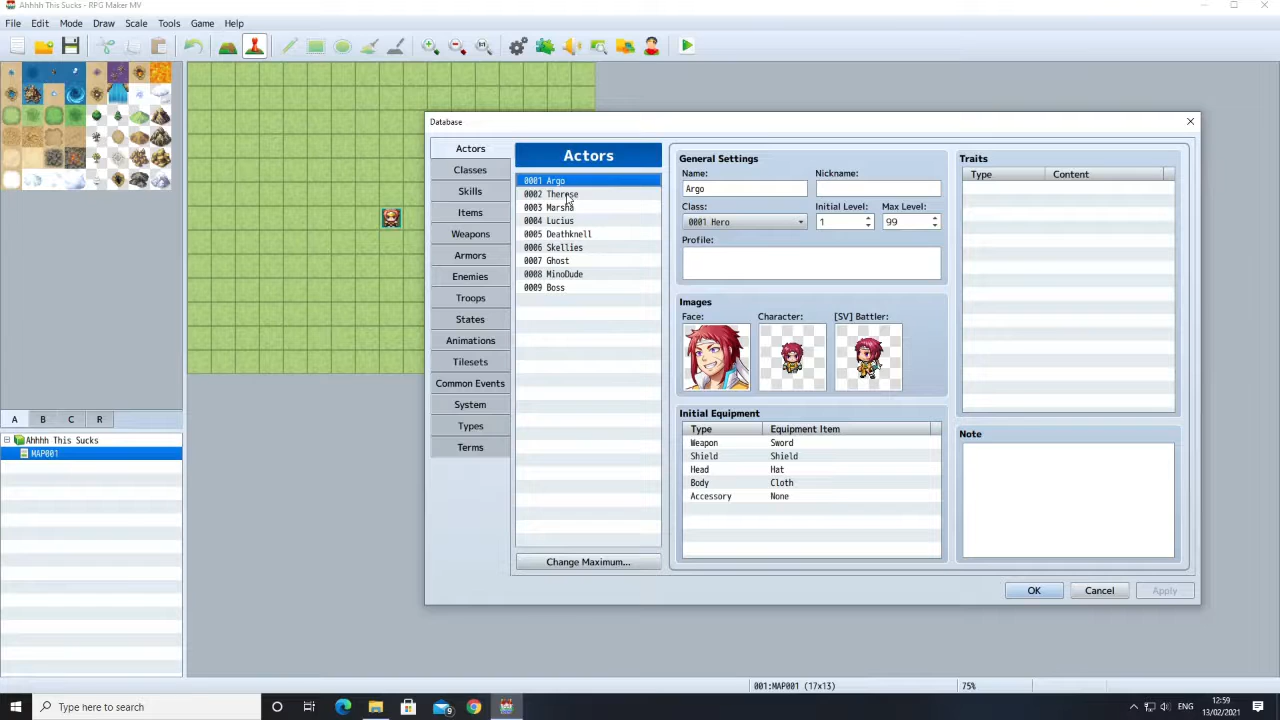 Ahhhh This Sucks - RPG Maker MV
File Edit Mode Draw Scale Tools Game Help
Database
Actors
Classes
Skills
Items
Weapons
Armors
Enemies
Troops
States
Animations
Tilesets
Common Events
System
Types
Terms
Actors
0001 Argo
0002 Therese
0003 Marsha
0004 Lucius
0005 Deathknell
0006 Skellies
0007 Ghost
0008 MinoDude
0009 Boss
Change Maximum...
General Settings
Name: Nickname:
Argo
Class: Initial Level: Max Level:
0001 Hero 1 99
Profile:
Images
Face: Character: [SV] Battler:
Initial Equipment
Type Equipment Item
Weapon Sword
Shield Shield
Head Hat
Body Cloth
Accessory None
Traits
Type Content
Note
OK Cancel Apply
A B C R
Ahhhh This Sucks
MAP001
001:MAP001 (17x13) 75%
Type here to search
9
ENG
12:59
13/02/2021